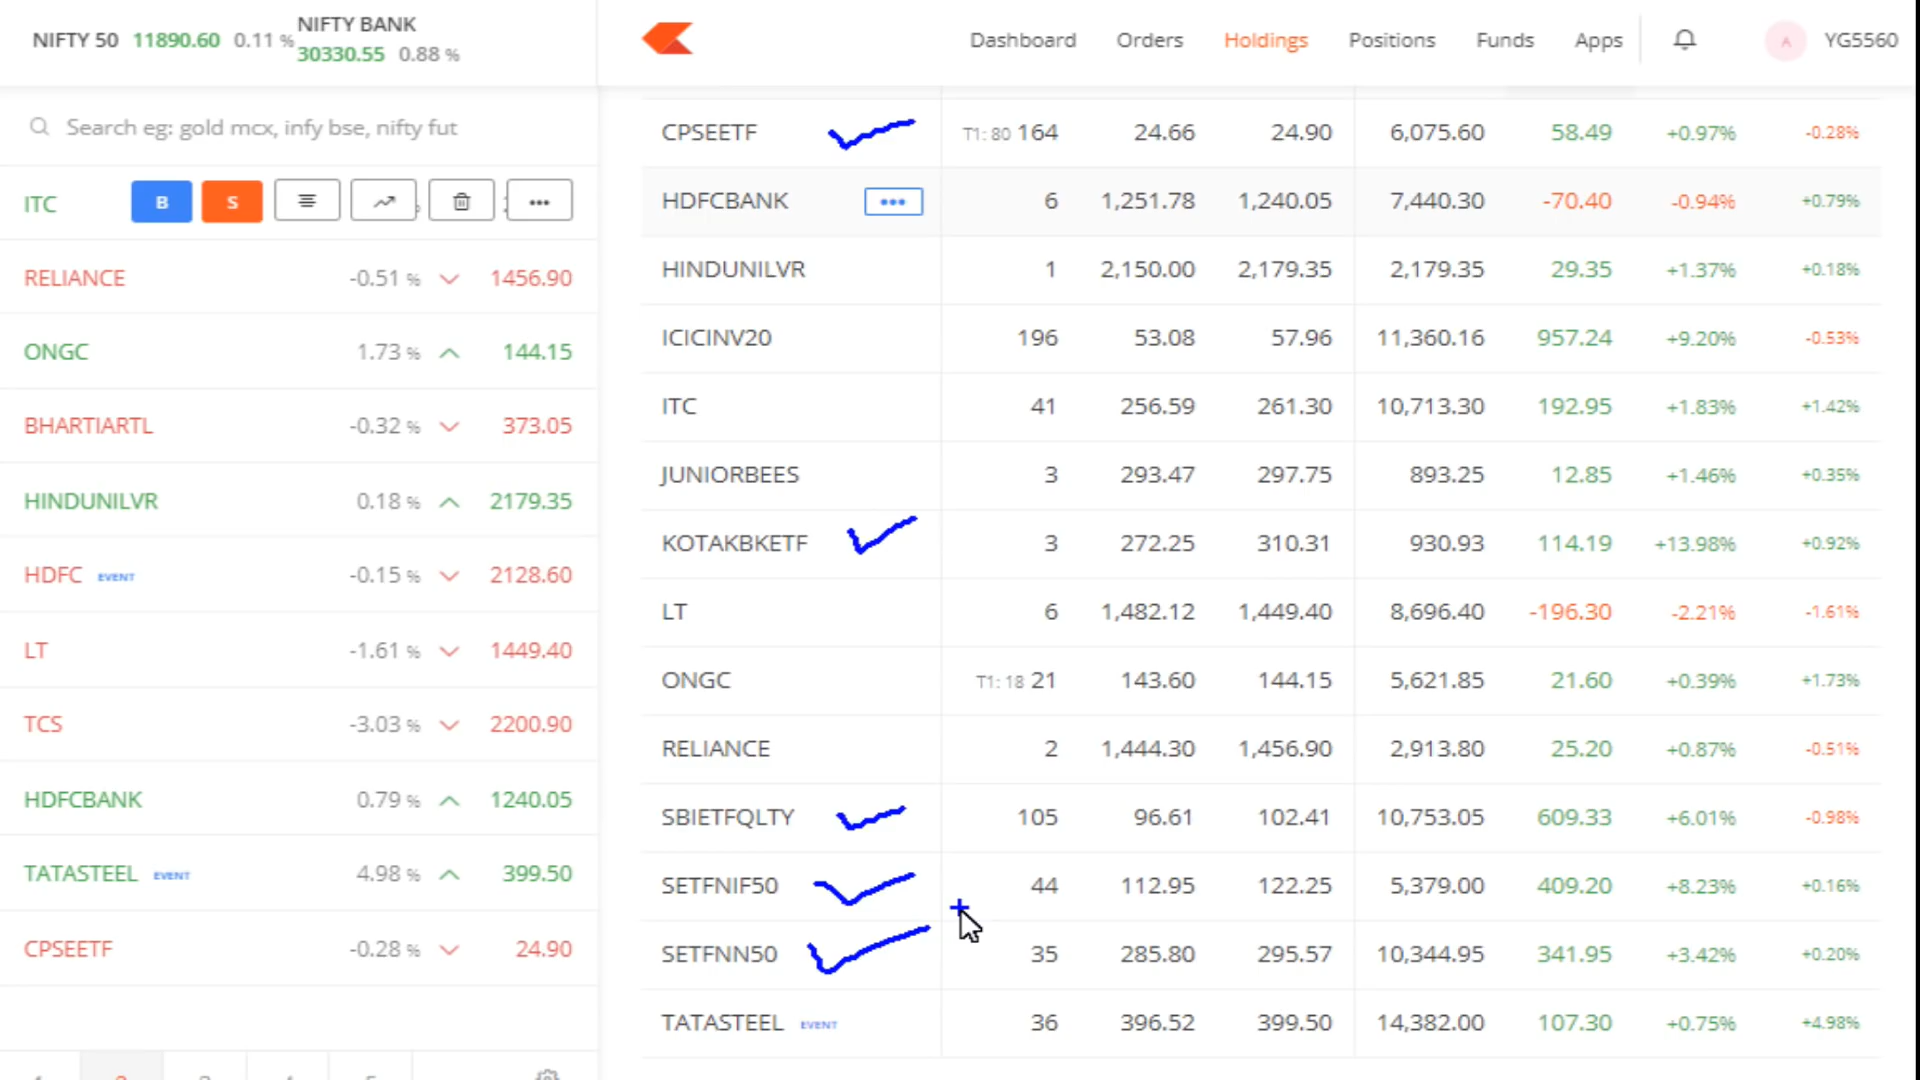 NIFTY 50 11890.60 0.11 %
NIFTY BANK
30330.55 0.88 %
Dashboard Orders Holdings Positions Funds Apps A YG5560
Search eg: gold mcx, infy bse, nifty fut
ITC B S
RELIANCE -0.51 % 1456.90
ONGC 1.73 % 144.15
BHARTIARTL -0.32 % 373.05
HINDUNILVR 0.18 % 2179.35
HDFC EVENT -0.15 % 2128.60
LT -1.61 % 1449.40
TCS -3.03 % 2200.90
HDFCBANK 0.79 % 1240.05
TATASTEEL EVENT 4.98 % 399.50
CPSEETF -0.28 % 24.90
CPSEETF T1: 80 164 24.66 24.90 6,075.60 58.49 +0.97% -0.28%
HDFCBANK 6 1,251.78 1,240.05 7,440.30 -70.40 -0.94% +0.79%
HINDUNILVR 1 2,150.00 2,179.35 2,179.35 29.35 +1.37% +0.18%
ICICINV20 196 53.08 57.96 11,360.16 957.24 +9.20% -0.53%
ITC 41 256.59 261.30 10,713.30 192.95 +1.83% +1.42%
JUNIORBEES 3 293.47 297.75 893.25 12.85 +1.46% +0.35%
KOTAKBKETF 3 272.25 310.31 930.93 114.19 +13.98% +0.92%
LT 6 1,482.12 1,449.40 8,696.40 -196.30 -2.21% -1.61%
ONGC T1: 18 21 143.60 144.15 5,621.85 21.60 +0.39% +1.73%
RELIANCE 2 1,444.30 1,456.90 2,913.80 25.20 +0.87% -0.51%
SBIETFQLTY 105 96.61 102.41 10,753.05 609.33 +6.01% -0.98%
SETFNIF50 44 112.95 122.25 5,379.00 409.20 +8.23% +0.16%
SETFNN50 35 285.80 295.57 10,344.95 341.95 +3.42% +0.20%
TATASTEEL EVENT 36 396.52 399.50 14,382.00 107.30 +0.75% +4.98%